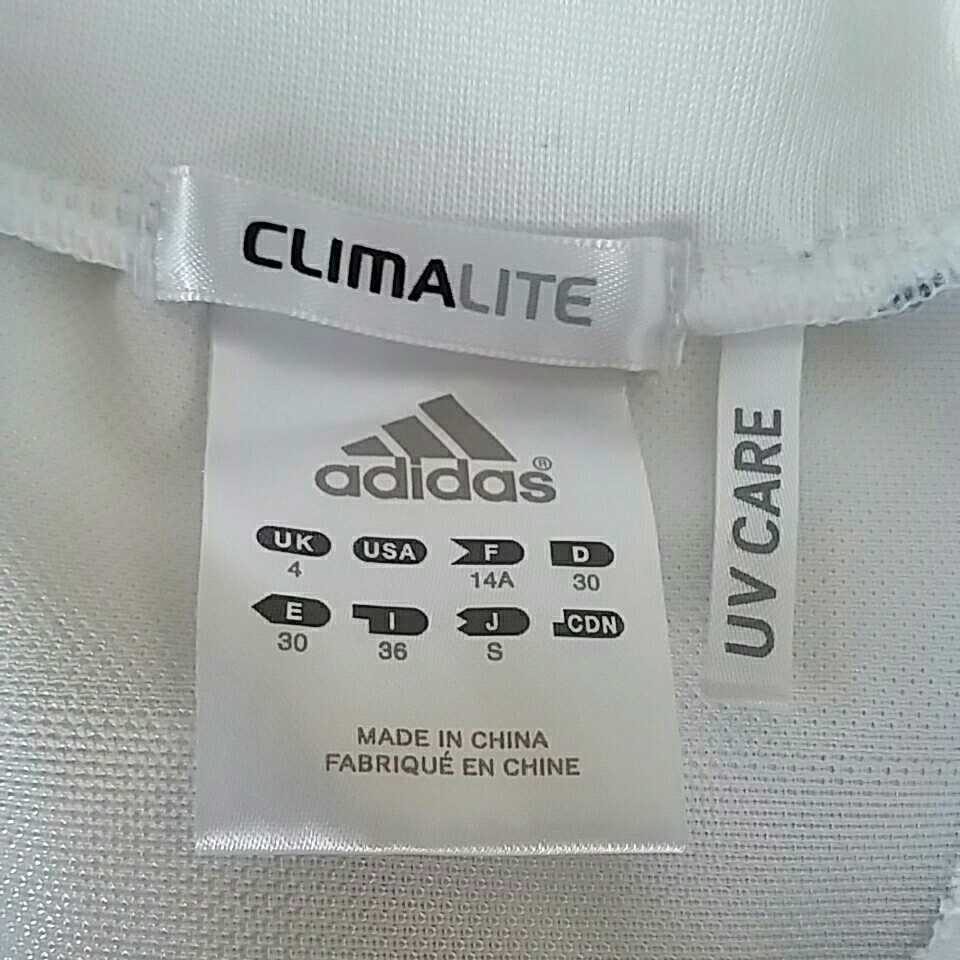 CLIMALITE
adidas®
UK USA F D
4 14A 30
E I J CDN
30 36 S
MADE IN CHINA
FABRIQUÉ EN CHINE
UV CARE